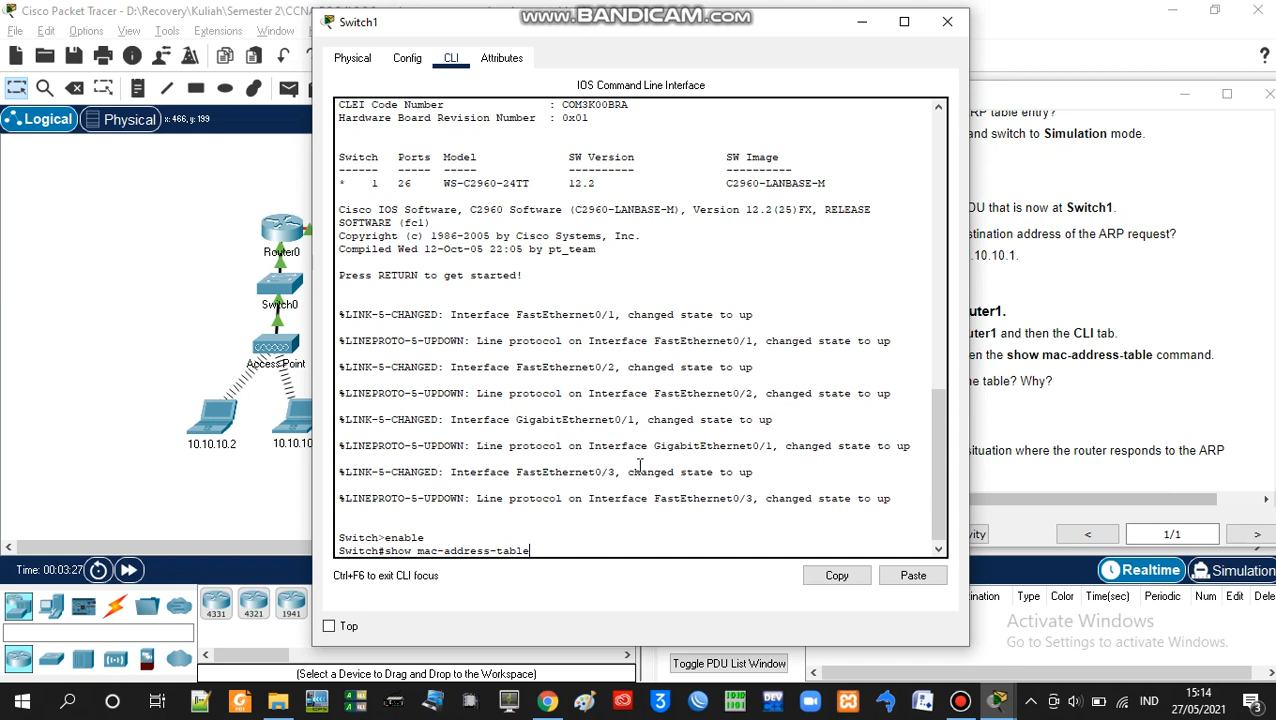 Cisco Packet Tracer - D:\Recovery\Kuliah\Semester 2\CCNA
www.BANDICAM.com
Switch1
File Edit Options View Tools Extensions Window
Physical Config CLI Attributes
IOS Command Line Interface
Logical Physical x: 466, y: 199
CLEI Code Number : COM3K00BRA
Hardware Board Revision Number : 0x01
Switch Ports Model SW Version SW Image
------ ----- ----- ---------- ----------
* 1 26 WS-C2960-24TT 12.2 C2960-LANBASE-M
Cisco IOS Software, C2960 Software (C2960-LANBASE-M), Version 12.2(25)FX, RELEASE
SOFTWARE (fc1)
Copyright (c) 1986-2005 by Cisco Systems, Inc.
Compiled Wed 12-Oct-05 22:05 by pt_team
Press RETURN to get started!
%LINK-5-CHANGED: Interface FastEthernet0/1, changed state to up
%LINEPROTO-5-UPDOWN: Line protocol on Interface FastEthernet0/1, changed state to up
%LINK-5-CHANGED: Interface FastEthernet0/2, changed state to up
%LINEPROTO-5-UPDOWN: Line protocol on Interface FastEthernet0/2, changed state to up
%LINK-5-CHANGED: Interface GigabitEthernet0/1, changed state to up
%LINEPROTO-5-UPDOWN: Line protocol on Interface GigabitEthernet0/1, changed state to up
%LINK-5-CHANGED: Interface FastEthernet0/3, changed state to up
%LINEPROTO-5-UPDOWN: Line protocol on Interface FastEthernet0/3, changed state to up
Switch>enable
Switch#show mac-address-table
Ctrl+F6 to exit CLI focus
Copy Paste
Top
Router0
Switch0
Access Point
10.10.10.2 10.10.10
ARP table entry?
and switch to Simulation mode.
DU that is now at Switch1.
stination address of the ARP request?
.10.10.1.
uter1.
uter1 and then the CLI tab.
en the show mac-address-table command.
he table? Why?
situation where the router responds to the ARP
vity < 1/1 >
Time: 00:03:27
Realtime Simulation
4331 4321 1941
ination Type Color Time(sec) Periodic Num Edit Dele
Activate Windows
Go to Settings to activate Windows.
(Select a Device to Drag and Drop to the Workspace)
Toggle PDU List Window
IND
15:14
27/05/2021
3